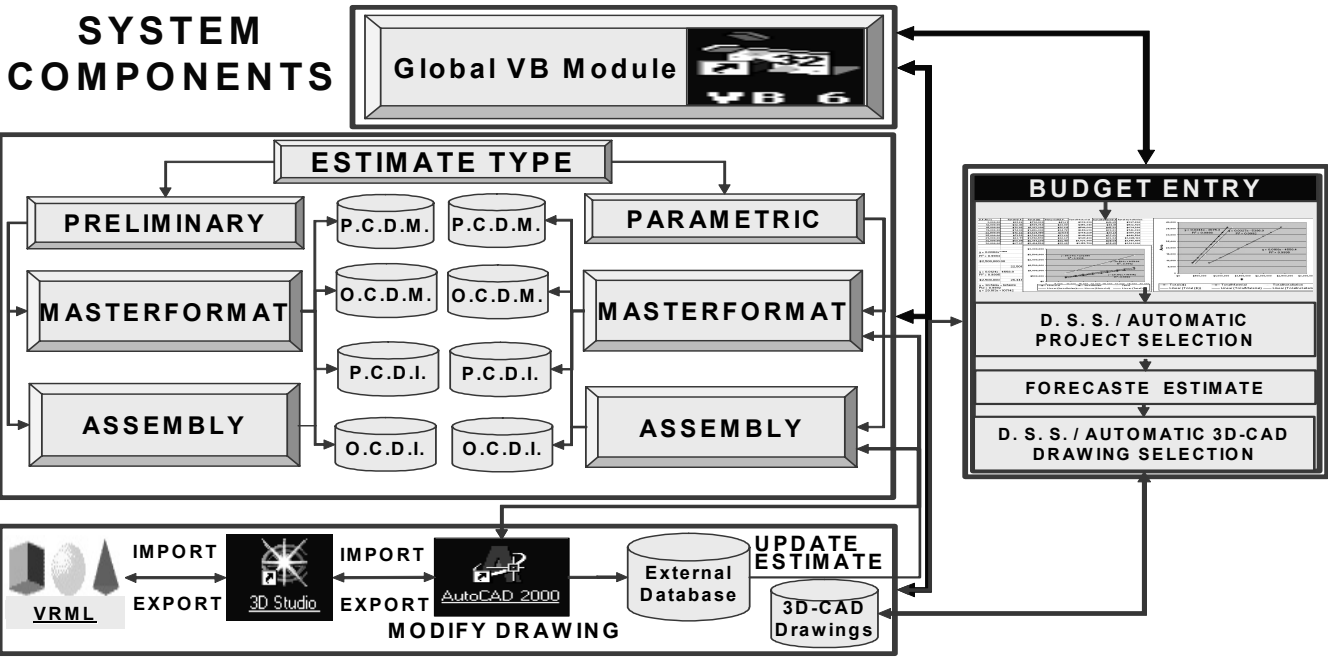 SYSTEM
COMPONENTS
Global VB Module
32
VB 6
ESTIMATE TYPE
PRELIMINARY
MASTERFORMAT
ASSEMBLY
P.C.D.M.
P.C.D.M.
O.C.D.M.
O.C.D.M.
P.C.D.I.
P.C.D.I.
O.C.D.I.
O.C.D.I.
PARAMETRIC
MASTERFORMAT
ASSEMBLY
BUDGET ENTRY
D. S. S. / AUTOMATIC
PROJECT SELECTION
FORECASTE ESTIMATE
D. S. S. / AUTOMATIC 3D-CAD
DRAWING SELECTION
VRML
IMPORT
EXPORT
3D Studio
IMPORT
EXPORT
AutoCAD 2000
MODIFY DRAWING
External
Database
UPDATE
ESTIMATE
3D-CAD
Drawings